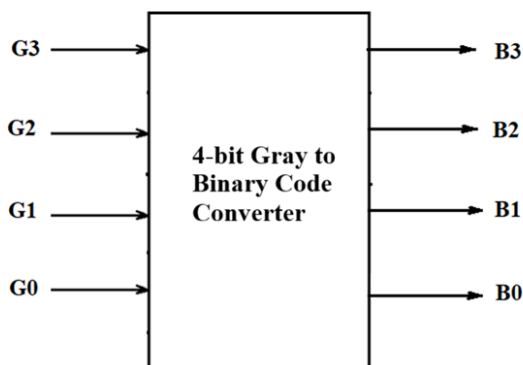 G3
G2
G1
G0
4-bit Gray to
Binary Code
Converter
B3
B2
B1
B0